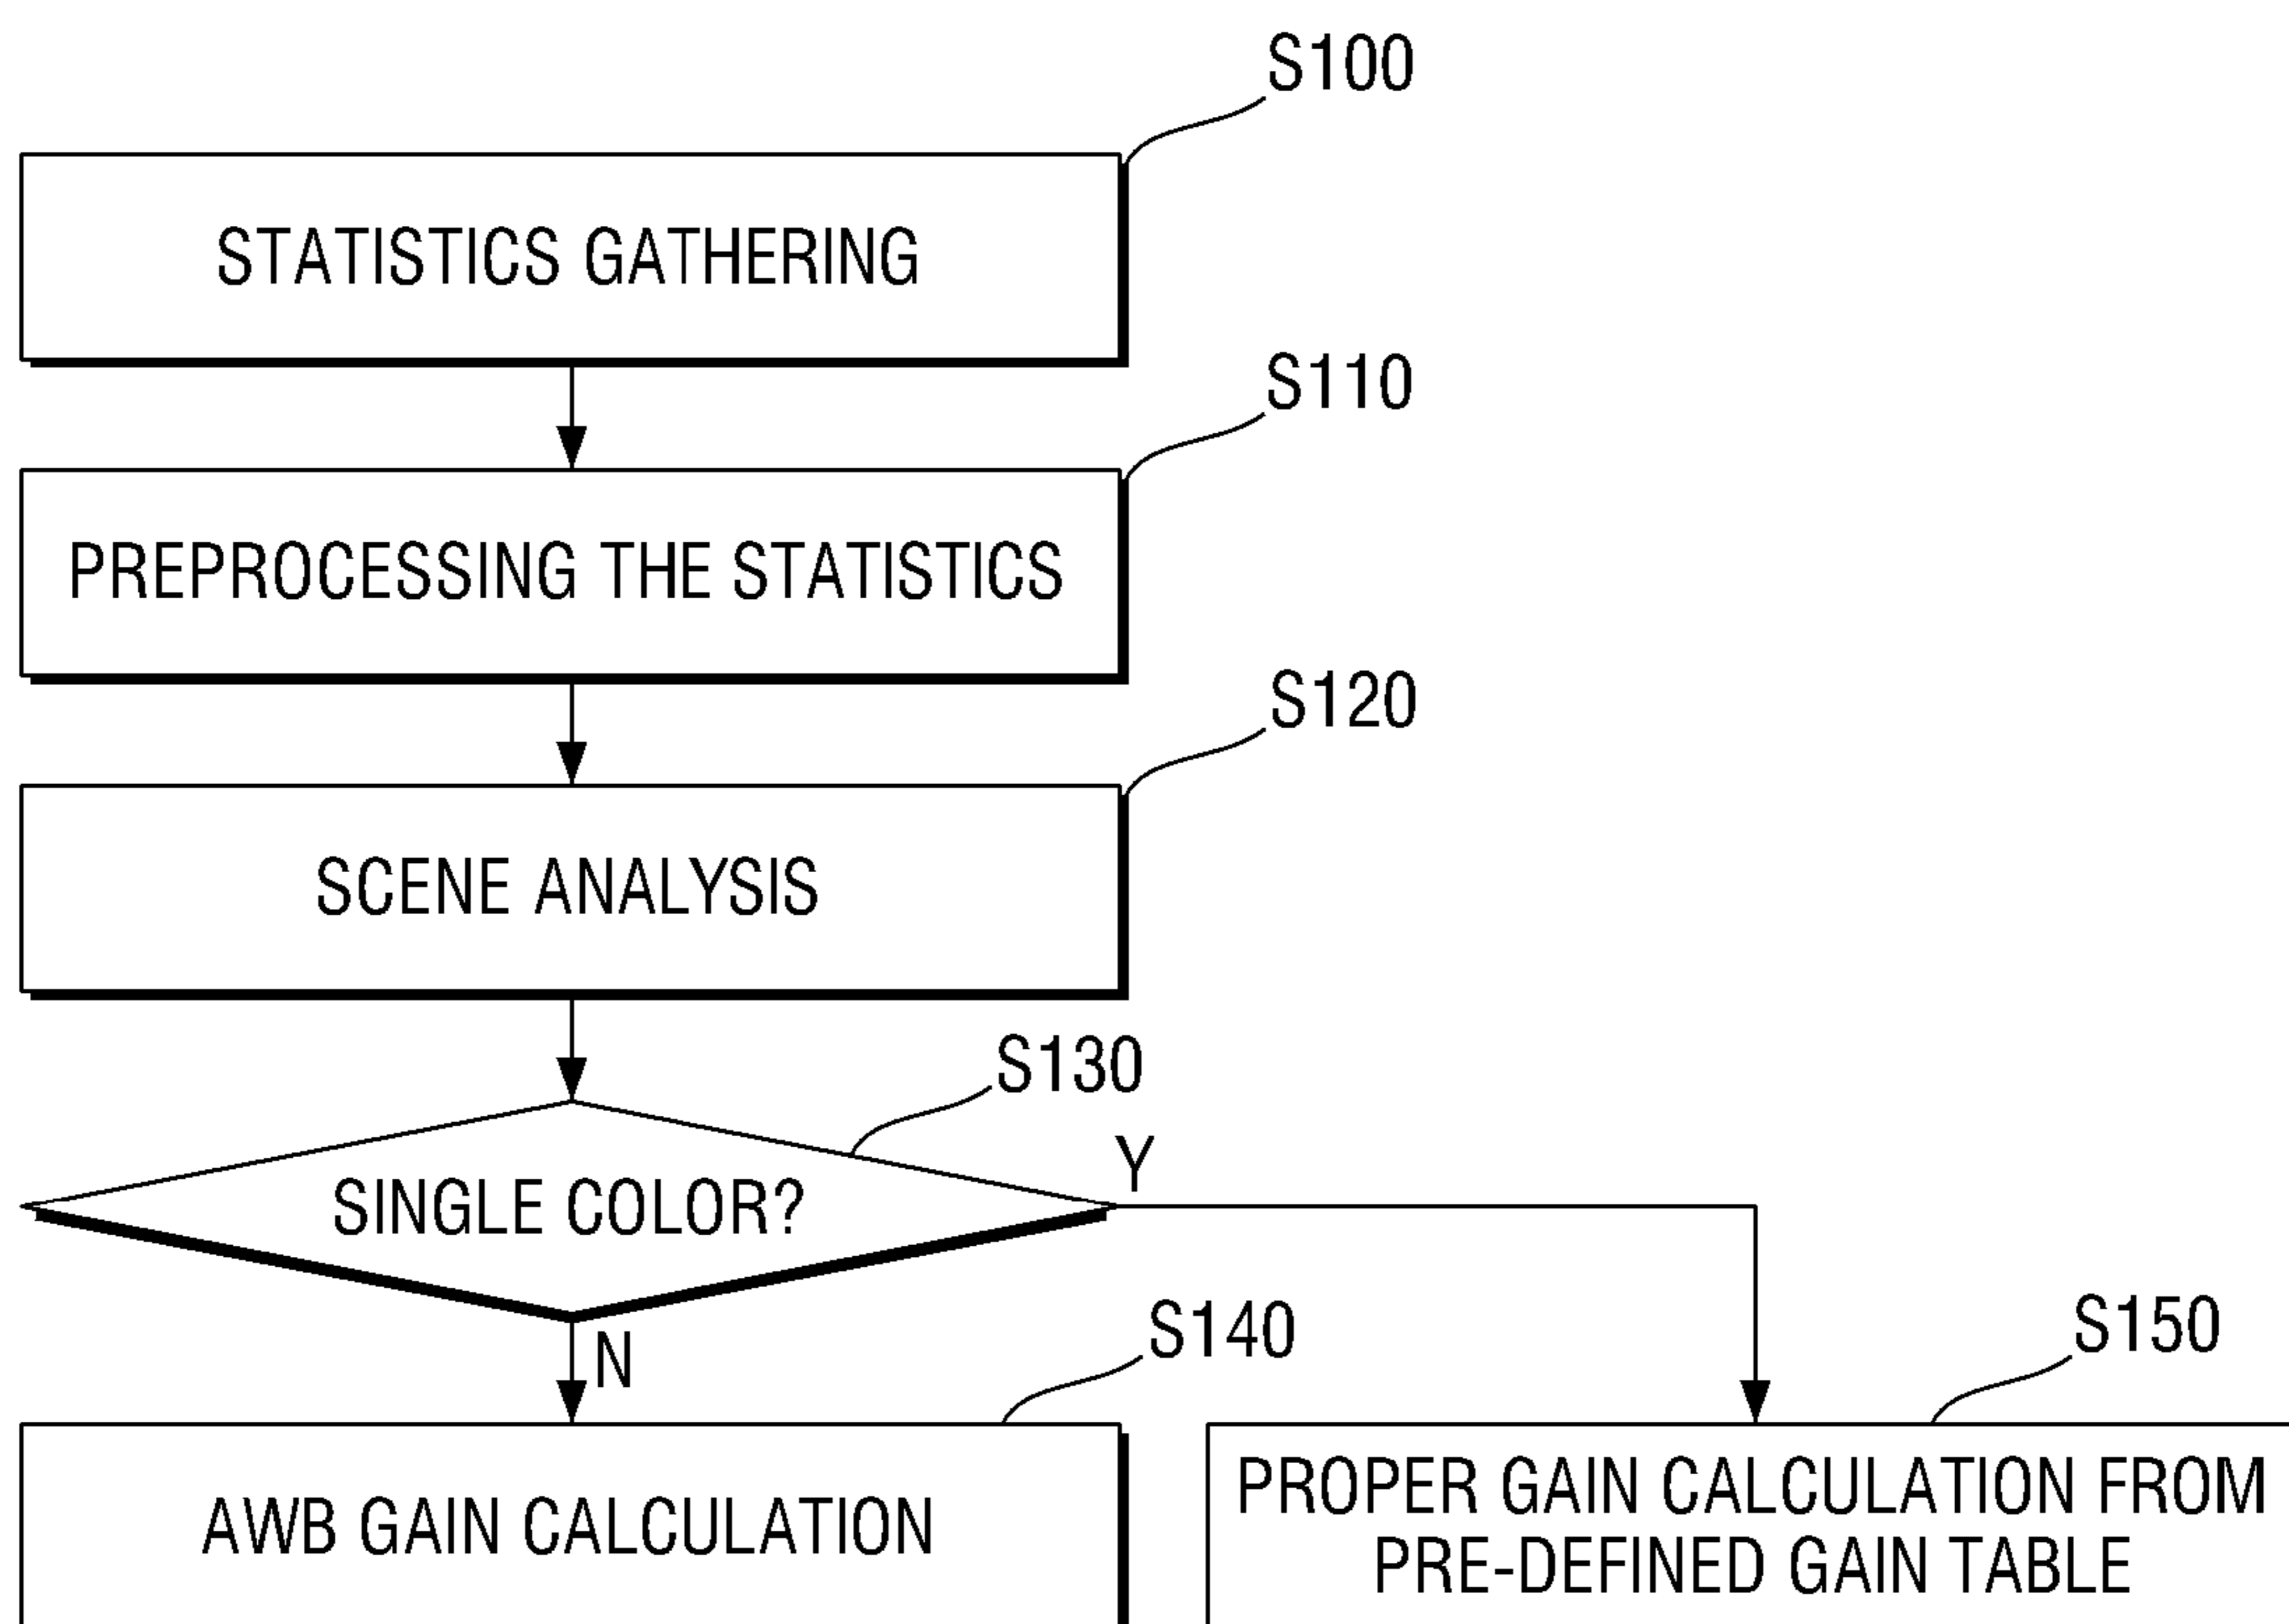 S100
STATISTICS GATHERING
S110
PREPROCESSING THE STATISTICS
S120
SCENE ANALYSIS
S130
SINGLE COLOR?
Y
N
S140
AWB GAIN CALCULATION
S150
PROPER GAIN CALCULATION FROM
PRE-DEFINED GAIN TABLE